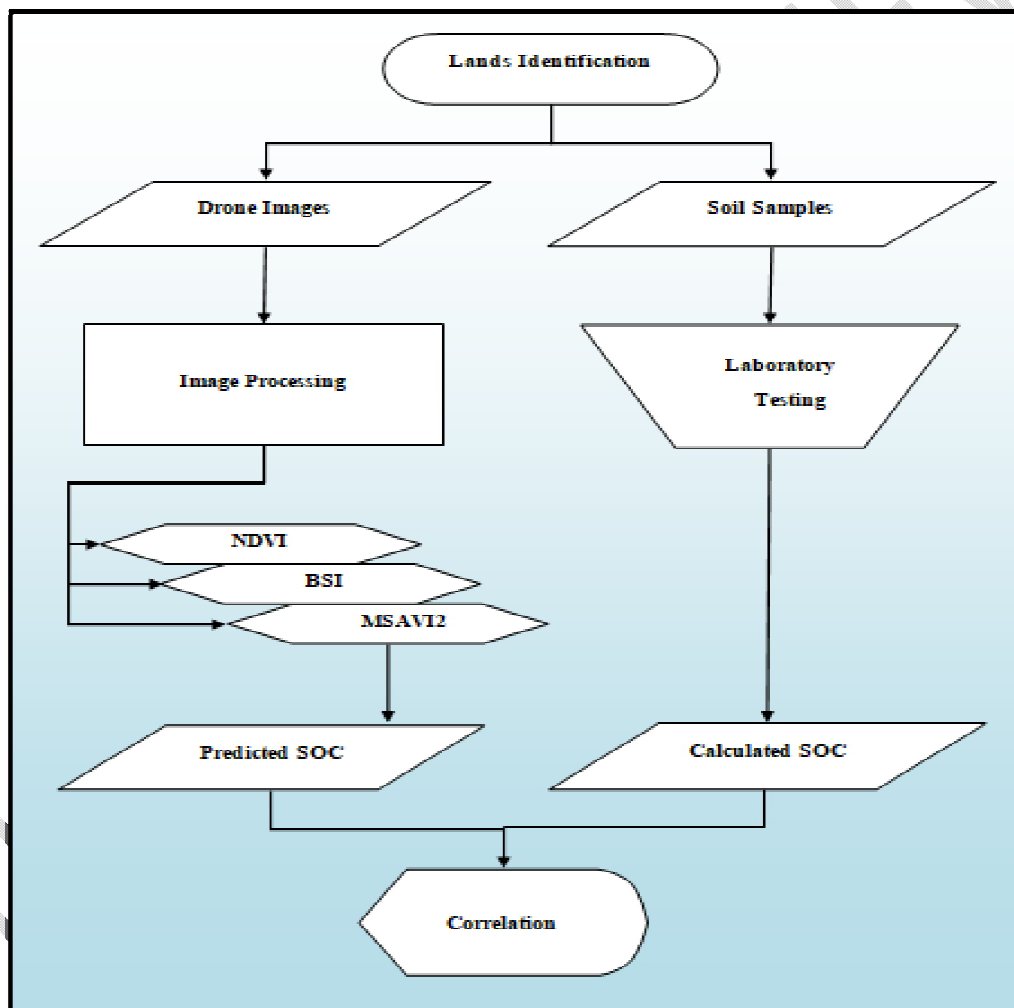 Lands Identification
Drone Images
Soil Samples
Image Processing
Laboratory
Testing
NDVI
BSI
MSAVI2
Predicted SOC
Calculated SOC
Correlation